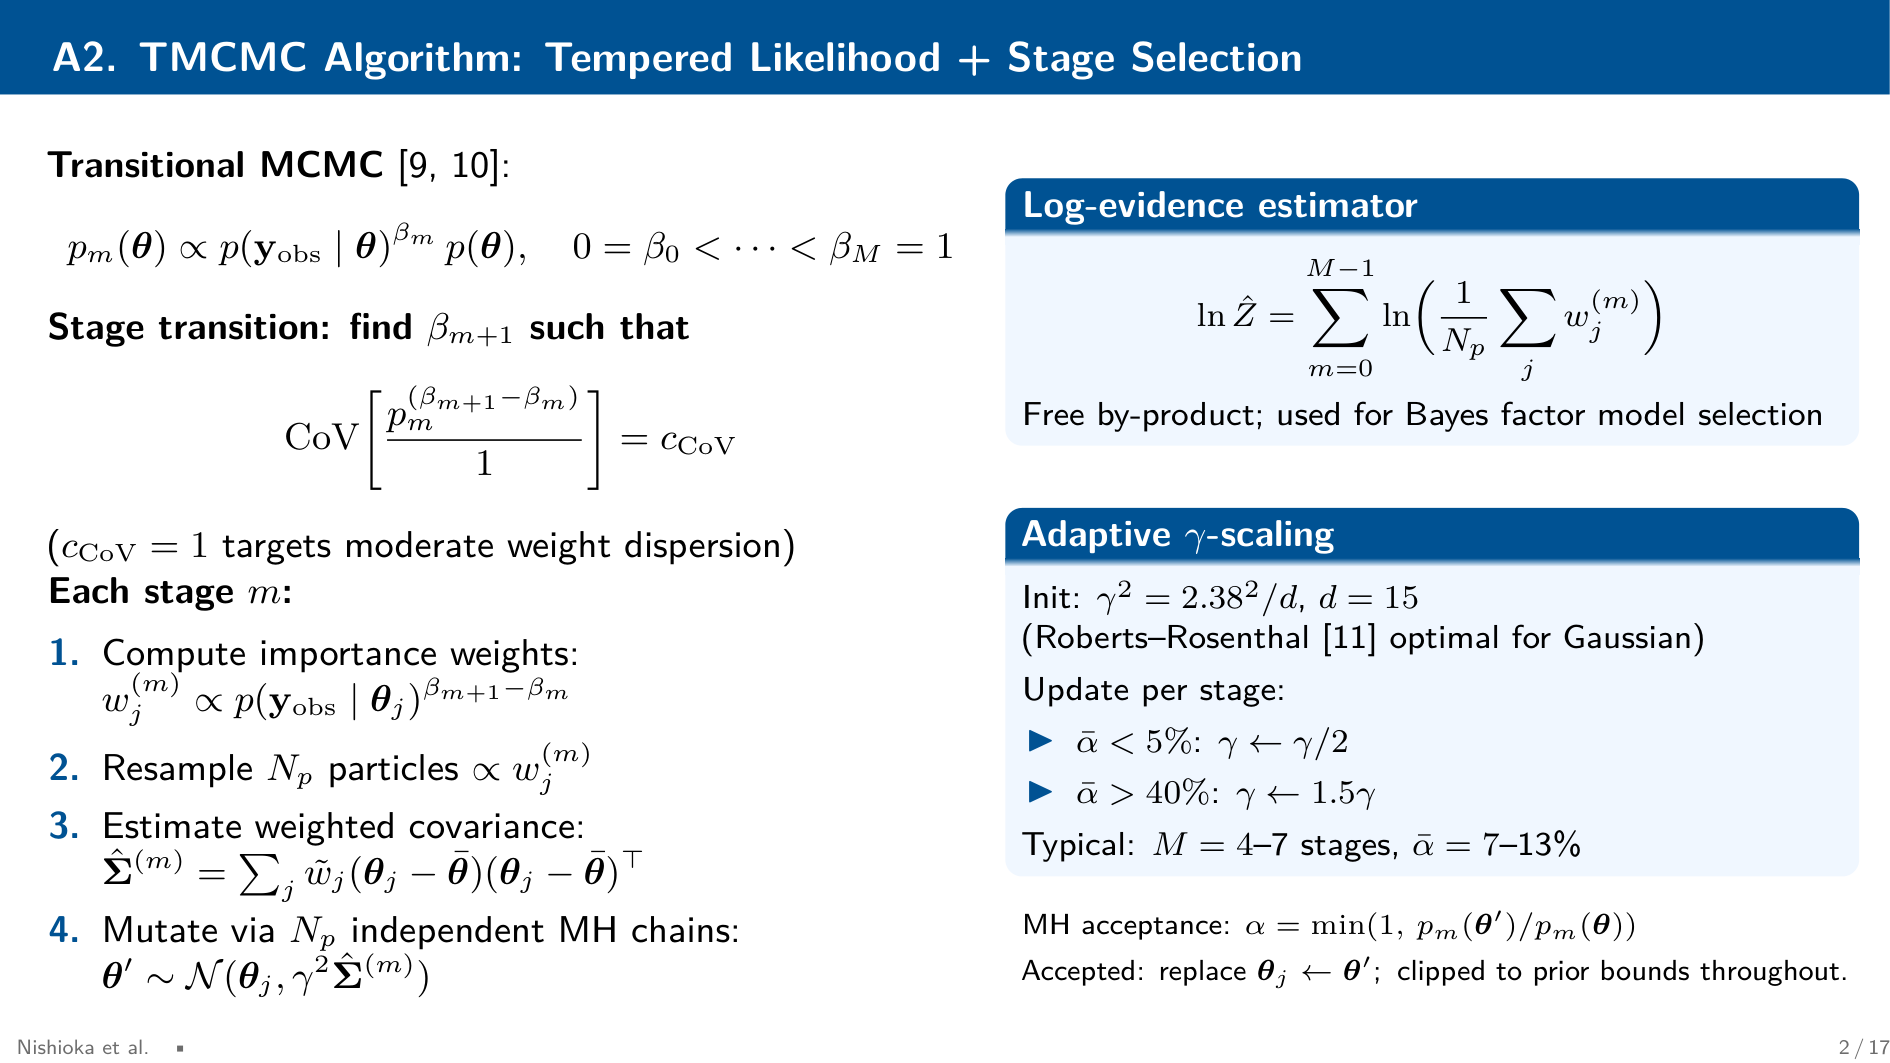 A2. TMCMC Algorithm: Tempered Likelihood + Stage Selection
Transitional MCMC [9, 10]:
p_m(θ) ∝ p(y_obs | θ)^{β_m} p(θ), 0 = β_0 < ⋯ < β_M = 1
Stage transition: find β_{m+1} such that
CoV[ p_m^{(β_{m+1}−β_m)} / 1 ] = c_CoV
(c_CoV = 1 targets moderate weight dispersion)
Each stage m:
1. Compute importance weights:
w_j^{(m)} ∝ p(y_obs | θ_j)^{β_{m+1}−β_m}
2. Resample N_p particles ∝ w_j^{(m)}
3. Estimate weighted covariance:
Σ̂^{(m)} = ∑_j w̃_j(θ_j − θ̄)(θ_j − θ̄)^⊤
4. Mutate via N_p independent MH chains:
θ′ ∼ 𝒩(θ_j, γ²Σ̂^{(m)})
Log-evidence estimator
ln Ẑ = ∑_{m=0}^{M−1} ln( 1/N_p ∑_j w_j^{(m)} )
Free by-product; used for Bayes factor model selection
Adaptive γ-scaling
Init: γ² = 2.38²/d, d = 15
(Roberts–Rosenthal [11] optimal for Gaussian)
Update per stage:
▶ ᾱ < 5%: γ ← γ/2
▶ ᾱ > 40%: γ ← 1.5γ
Typical: M = 4–7 stages, ᾱ = 7–13%
MH acceptance: α = min(1, p_m(θ′)/p_m(θ))
Accepted: replace θ_j ← θ′; clipped to prior bounds throughout.
Nishioka et al. ▪
2 / 17